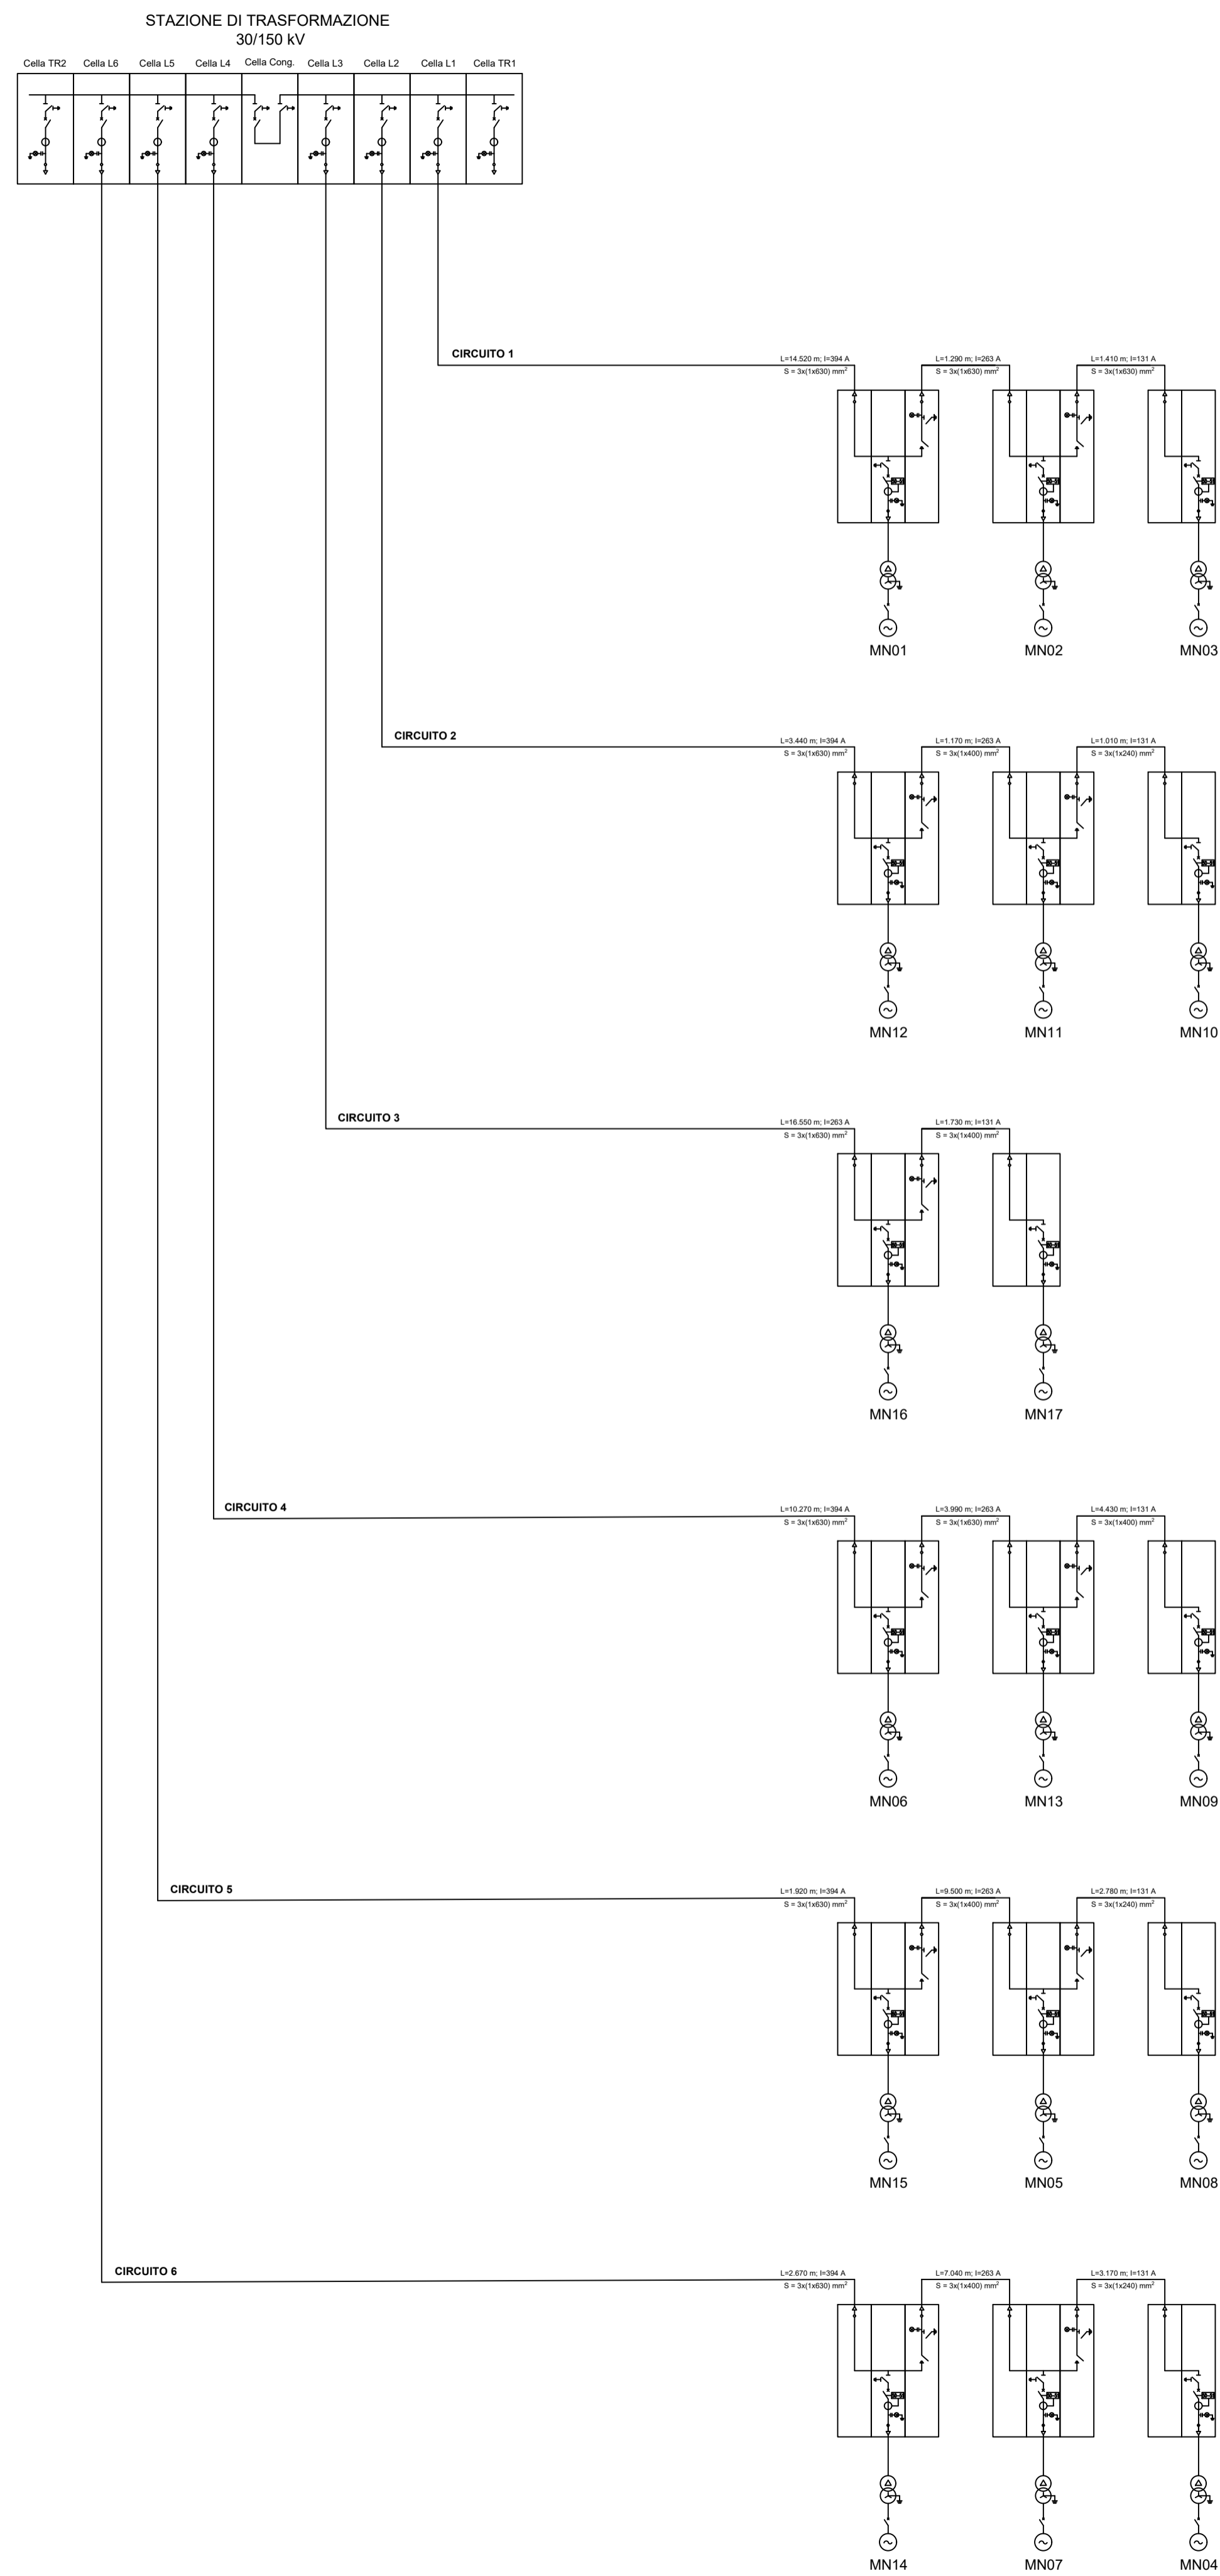 STAZIONE DI TRASFORMAZIONE
30/150 kV
Cella TR2 Cella L6 Cella L5 Cella L4 Cella Cong. Cella L3 Cella L2 Cella L1 Cella TR1
CIRCUITO 1
L=14.520 m; I=394 A L=1.290 m; I=263 A L=1.410 m; I=131 A
S = 3x(1x630) mm² S = 3x(1x630) mm² S = 3x(1x630) mm²
MN01 MN02 MN03
CIRCUITO 2
L=3.440 m; I=394 A L=1.170 m; I=263 A L=1.010 m; I=131 A
S = 3x(1x630) mm² S = 3x(1x400) mm² S = 3x(1x240) mm²
MN12 MN11 MN10
CIRCUITO 3
L=16.550 m; I=263 A L=1.730 m; I=131 A
S = 3x(1x630) mm² S = 3x(1x400) mm²
MN16 MN17
CIRCUITO 4
L=10.270 m; I=394 A L=3.990 m; I=263 A L=4.430 m; I=131 A
S = 3x(1x630) mm² S = 3x(1x630) mm² S = 3x(1x400) mm²
MN06 MN13 MN09
CIRCUITO 5
L=1.920 m; I=394 A L=9.500 m; I=263 A L=2.780 m; I=131 A
S = 3x(1x630) mm² S = 3x(1x400) mm² S = 3x(1x240) mm²
MN15 MN05 MN08
CIRCUITO 6
L=2.670 m; I=394 A L=7.040 m; I=263 A L=3.170 m; I=131 A
S = 3x(1x630) mm² S = 3x(1x400) mm² S = 3x(1x240) mm²
MN14 MN07 MN04